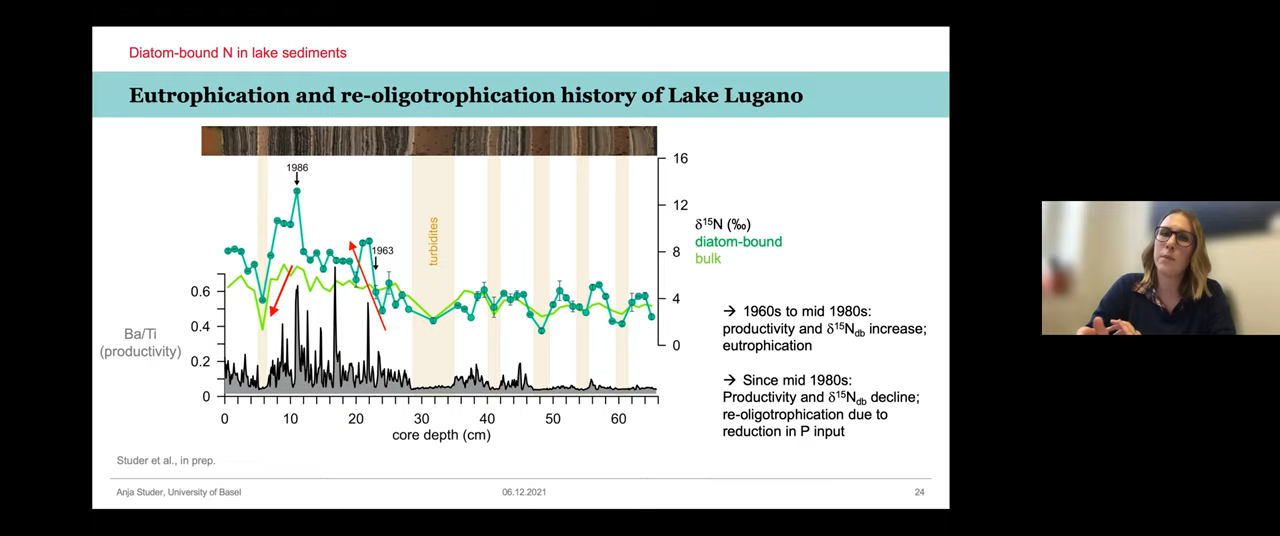 Diatom-bound N in lake sediments
Eutrophication and re-oligotrophication history of Lake Lugano
1986
1963
turbidites
16
12
8
4
0
δ¹⁵N (‰)
diatom-bound
bulk
0.6
0.4
0.2
0
Ba/Ti
(productivity)
0 10 20 30 40 50 60
core depth (cm)
→ 1960s to mid 1980s:
productivity and δ¹⁵Ndb increase;
eutrophication
→ Since mid 1980s:
Productivity and δ¹⁵Ndb decline;
re-oligotrophication due to
reduction in P input
Studer et al., in prep.
Anja Studer, University of Basel
06.12.2021
24